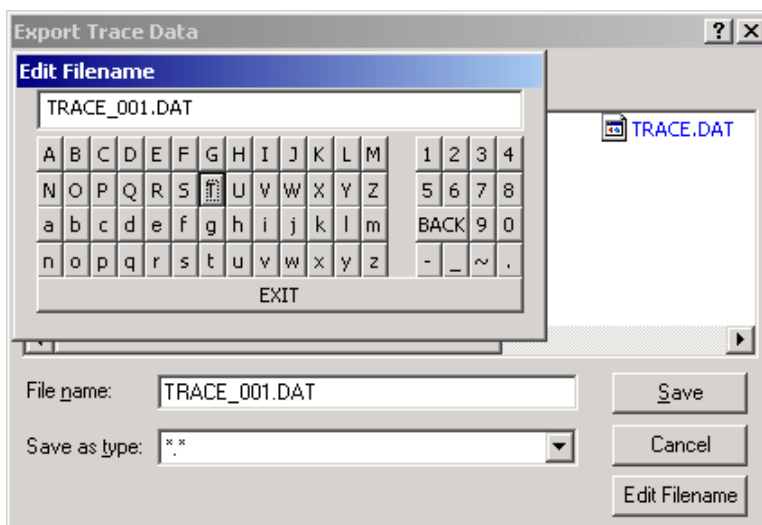 Export Trace Data ? ×
Edit Filename
TRACE_001.DAT
TRACE.DAT
A B C D E F G H I J K L M 1 2 3 4
N O P Q R S T U V W X Y Z 5 6 7 8
a b c d e f g h i j k l m BACK 9 0
n o p q r s t u v w x y z - _ ~ .
EXIT
File name: TRACE_001.DAT Save
Save as type: *.* Cancel
Edit Filename